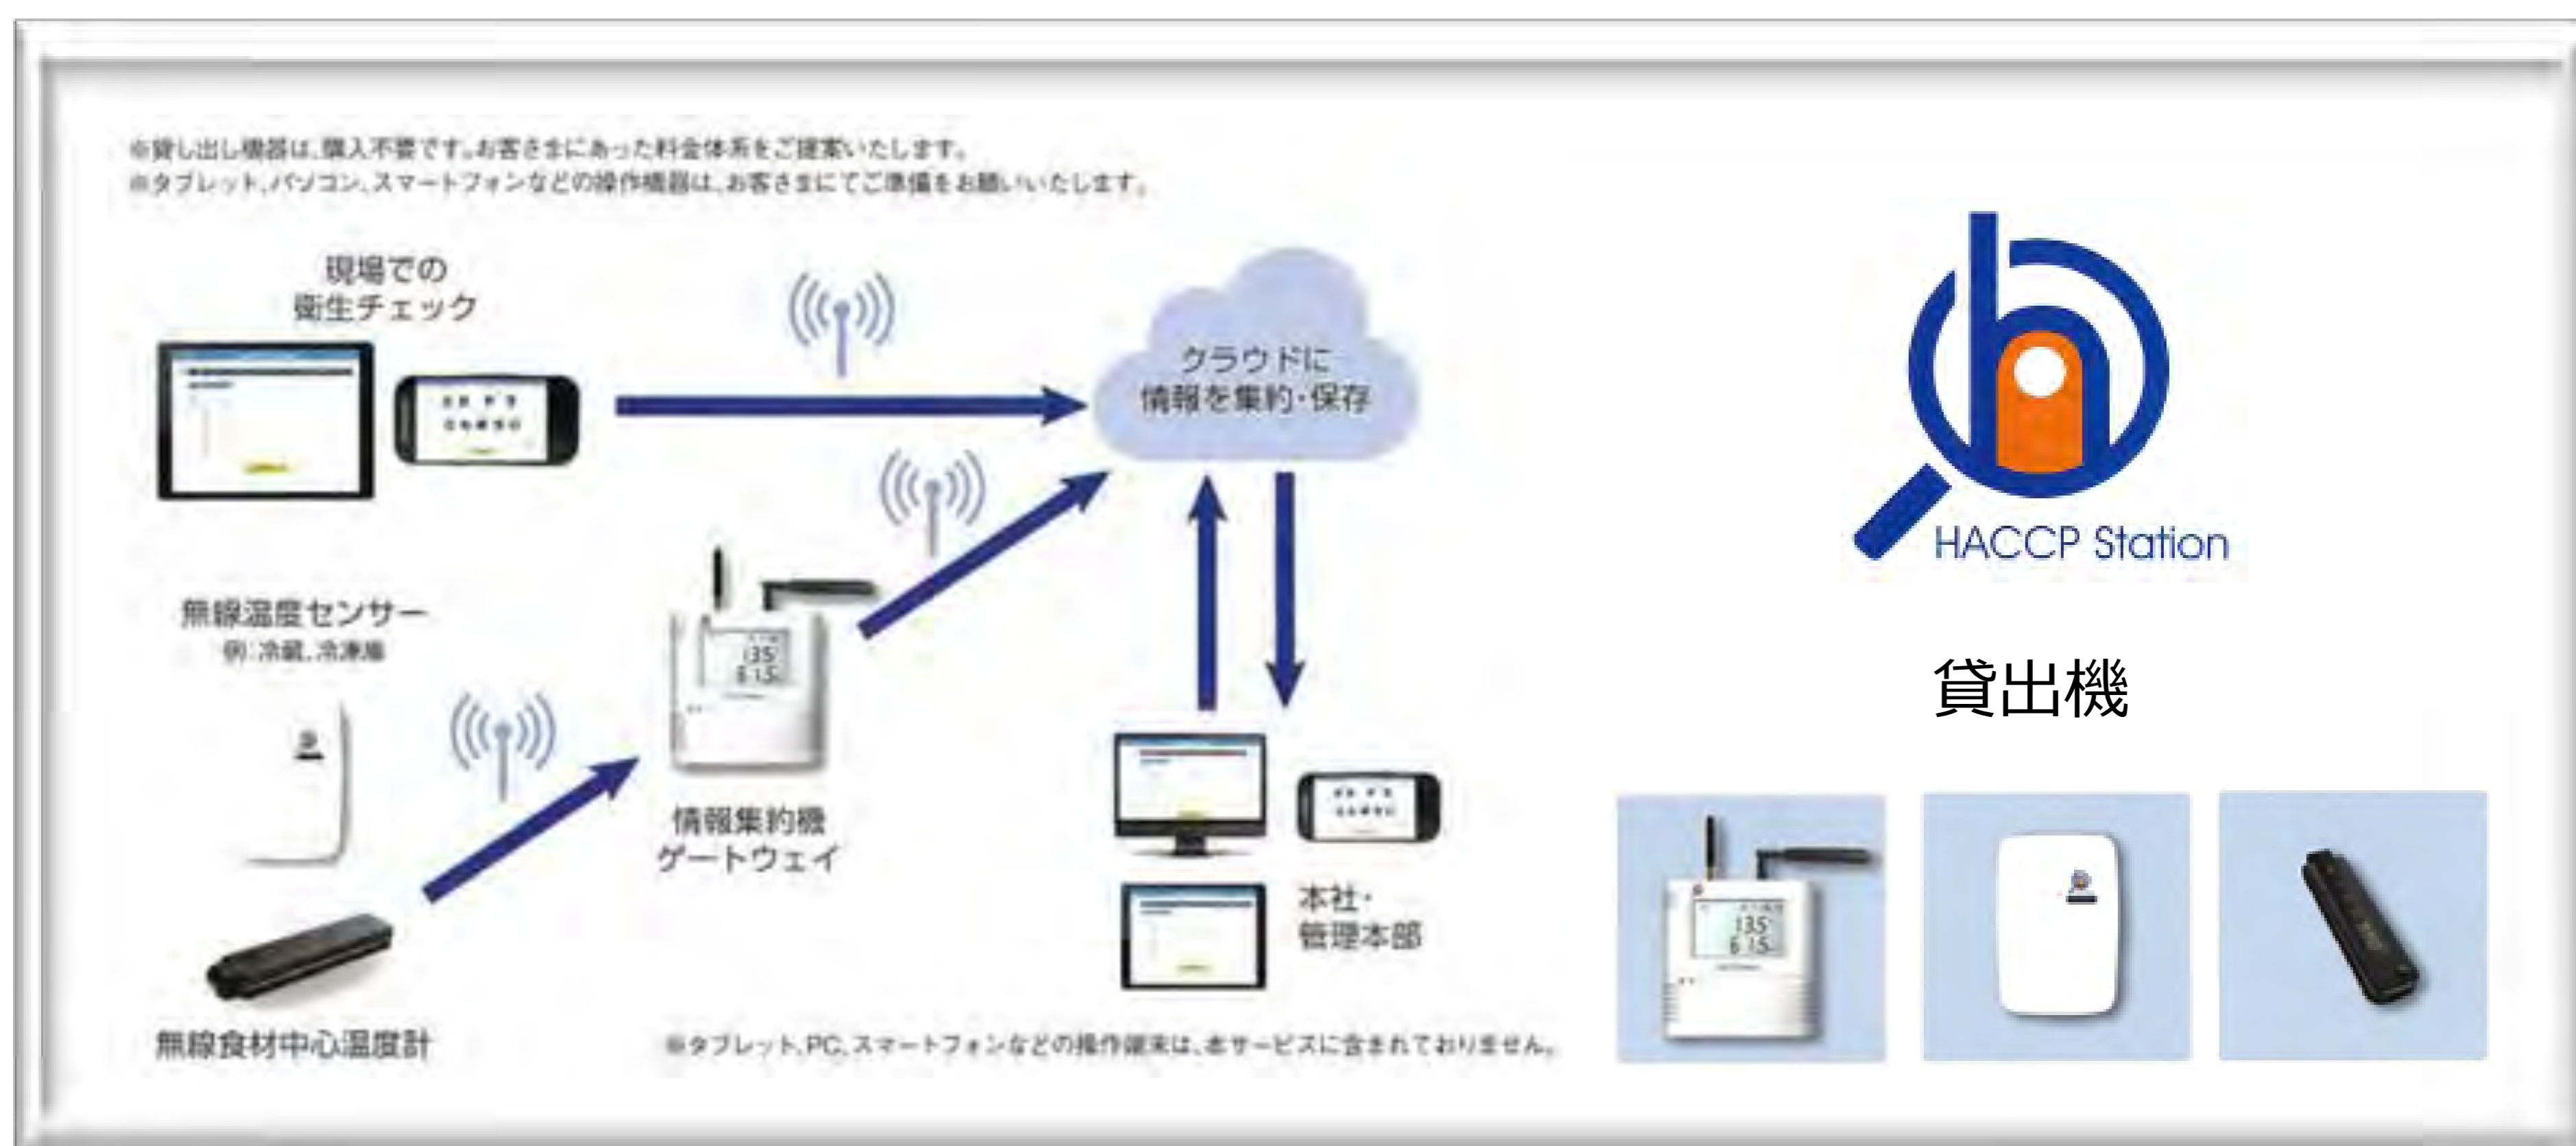 ※貸し出し機器は、購入不要です。お客さまにあった料金体系をご提案いたします。
※タブレット、パソコン、スマートフォンなどの操作機器は、お客さまにてご準備をお願いいたします。
現場での
衛生チェック
クラウドに
情報を集約・保存
無線温度センサー
例：冷蔵、冷凍庫
情報集約機
ゲートウェイ
無線食材中心温度計
本社・
管理本部
※タブレット、PC、スマートフォンなどの操作端末は、本サービスに含まれておりません。
HACCP Station
貸出機